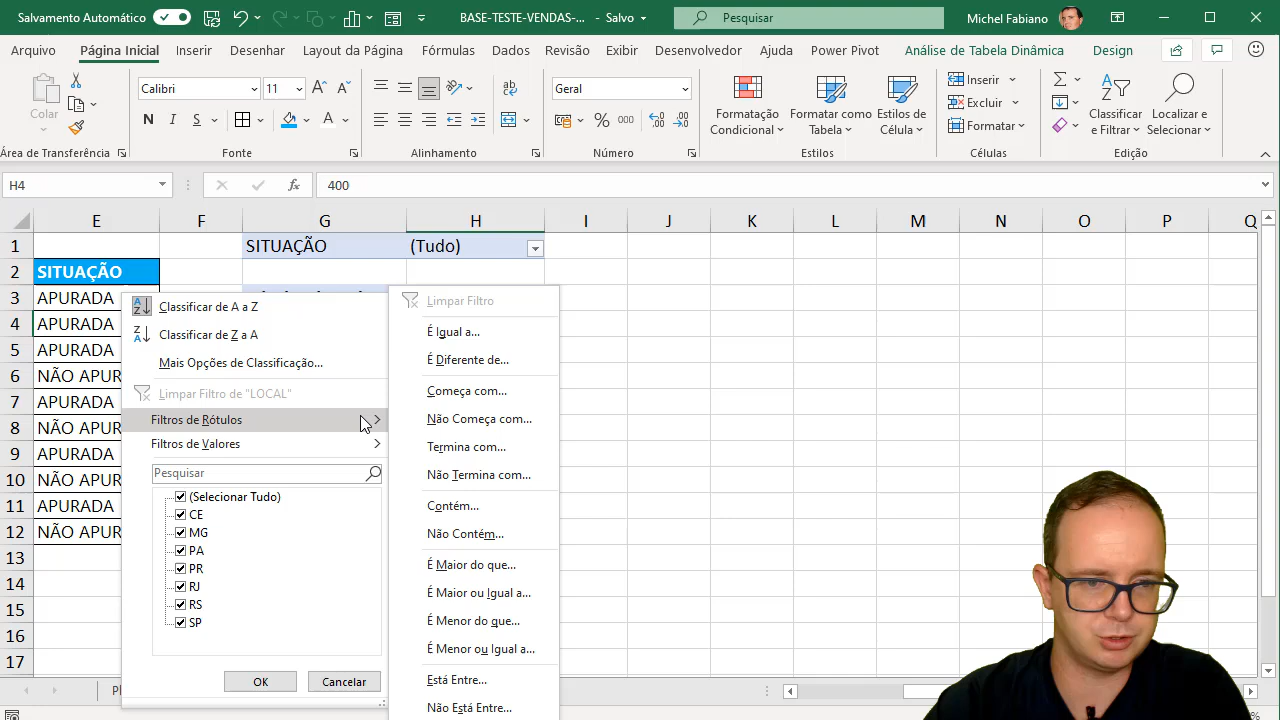 Salvamento Automático
BASE-TESTE-VENDAS-... - Salvo
Pesquisar
Michel Fabiano
Arquivo Página Inicial Inserir Desenhar Layout da Página Fórmulas Dados Revisão Exibir Desenvolvedor Ajuda Power Pivot Análise de Tabela Dinâmica Design
Colar
Calibri 11
N I S A
ab
Geral
% 000
Formatação Condicional
Formatar como Tabela
Estilos de Célula
Inserir
Excluir
Formatar
Classificar e Filtrar
Localizar e Selecionar
Área de Transferência Fonte Alinhamento Número Estilos Células Edição
H4 fx 400
E F G H I J K L M N O P Q
1 SITUAÇÃO (Tudo)
2 SITUAÇÃO
3 APURADA
4 APURADA
5 APURADA
6 NÃO APUR
7 APURADA
8 NÃO APUR
9 APURADA
10 NÃO APUR
11 APURADA
12 NÃO APUR
13
14
15
16
17
Classificar de A a Z
Classificar de Z a A
Mais Opções de Classificação...
Limpar Filtro de "LOCAL"
Filtros de Rótulos
Filtros de Valores
Pesquisar
(Selecionar Tudo)
CE
MG
PA
PR
RJ
RS
SP
OK Cancelar
Limpar Filtro
É Igual a...
É Diferente de...
Começa com...
Não Começa com...
Termina com...
Não Termina com...
Contém...
Não Contém...
É Maior do que...
É Maior ou Igual a...
É Menor do que...
É Menor ou Igual a...
Está Entre...
Não Está Entre...